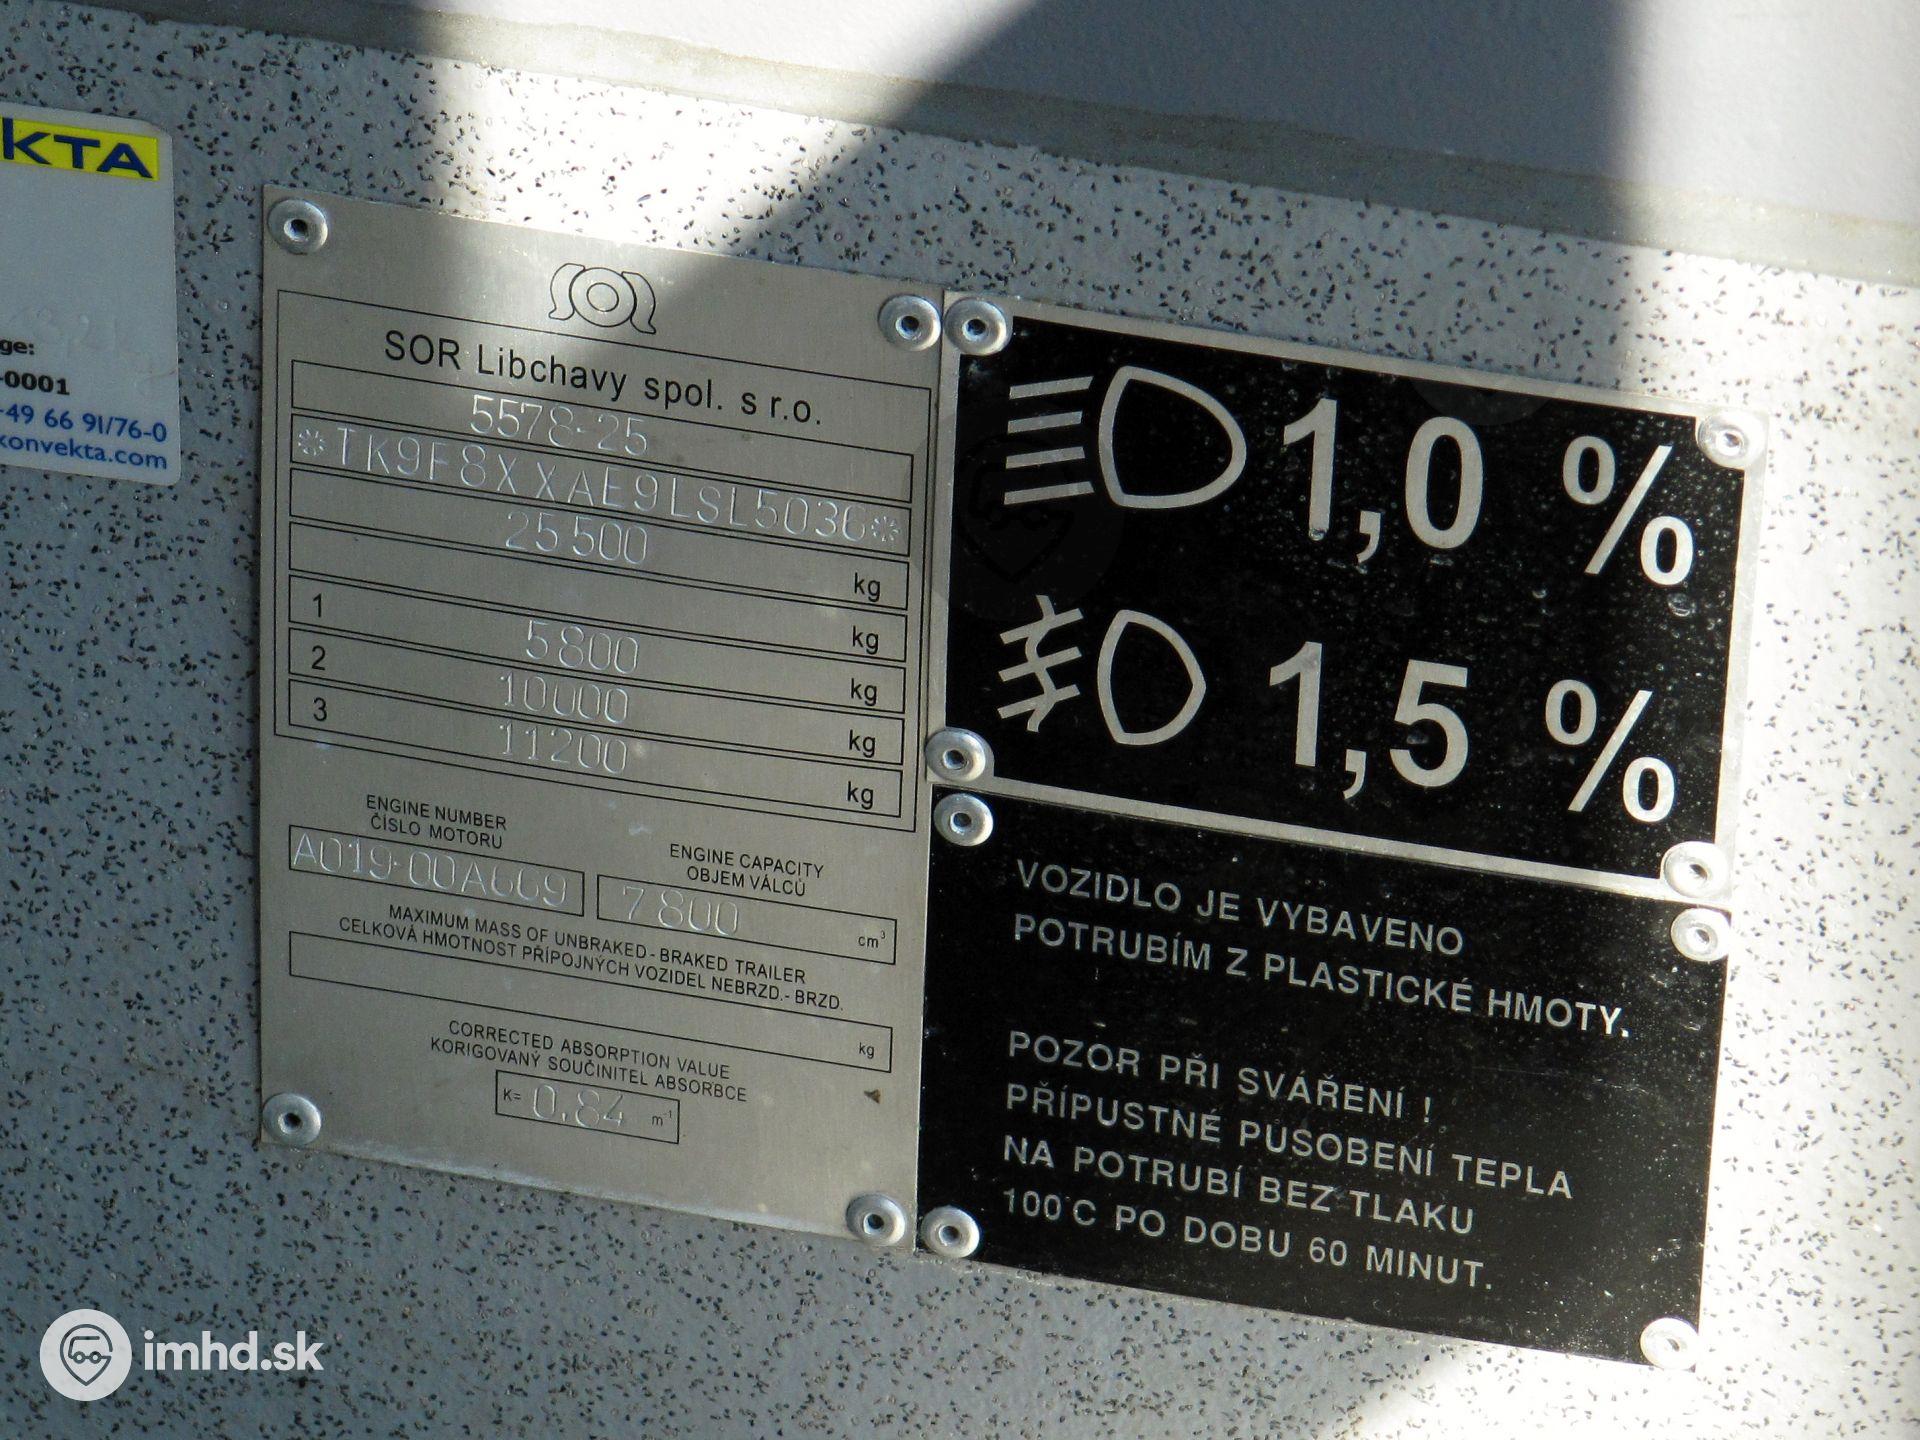 KTA
ge:
-0001
-49 66 91/76-0
konvekta.com
SOR
SOR Libchavy spol. s r.o.
5578-25
*TK9F8XXAE9LSL5036*
25500
kg
kg
1 5800 kg
2 10000 kg
3 11200 kg
ENGINE NUMBER
ČÍSLO MOTORU
A019-00A669
ENGINE CAPACITY
OBJEM VÁLCŮ
7800 cm³
MAXIMUM MASS OF UNBRAKED - BRAKED TRAILER
CELKOVÁ HMOTNOST PŘÍPOJNÝCH VOZIDEL NEBRZD.- BRZD.
kg
CORRECTED ABSORPTION VALUE
KORIGOVANÝ SOUČINITEL ABSORBCE
K= 0.84 m⁻¹
1,0 %
1,5 %
VOZIDLO JE VYBAVENO
POTRUBÍM Z PLASTICKÉ HMOTY.
POZOR PŘI SVÁŘENÍ !
PŘÍPUSTNÉ PUSOBENÍ TEPLA
NA POTRUBÍ BEZ TLAKU
100°C PO DOBU 60 MINUT.
imhd.sk